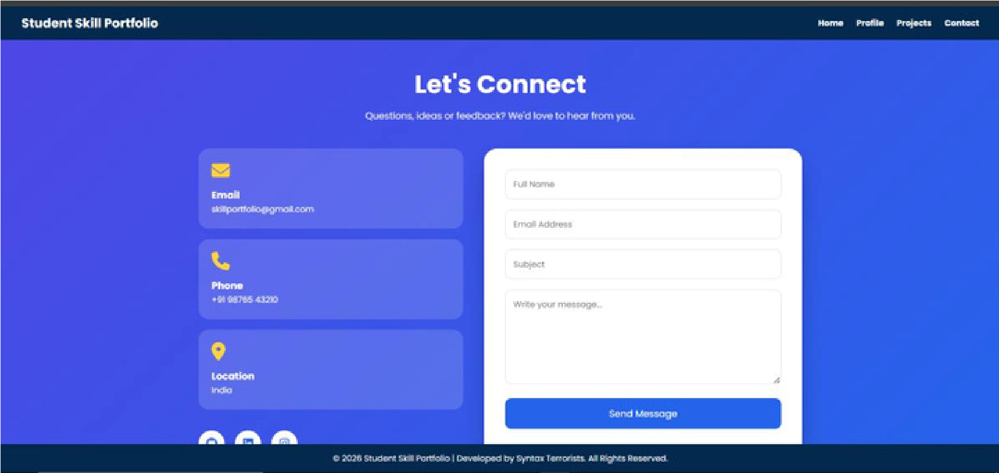 Student Skill Portfolio
Home Profile Projects Contact
Let's Connect
Questions, ideas or feedback? We'd love to hear from you.
Email
skillportfolio@gmail.com
Phone
+91 98765 43210
Location
India
Full Name
Email Address
Subject
Write your message...
Send Message
© 2026 Student Skill Portfolio | Developed by Syntax Terrorists. All Rights Reserved.